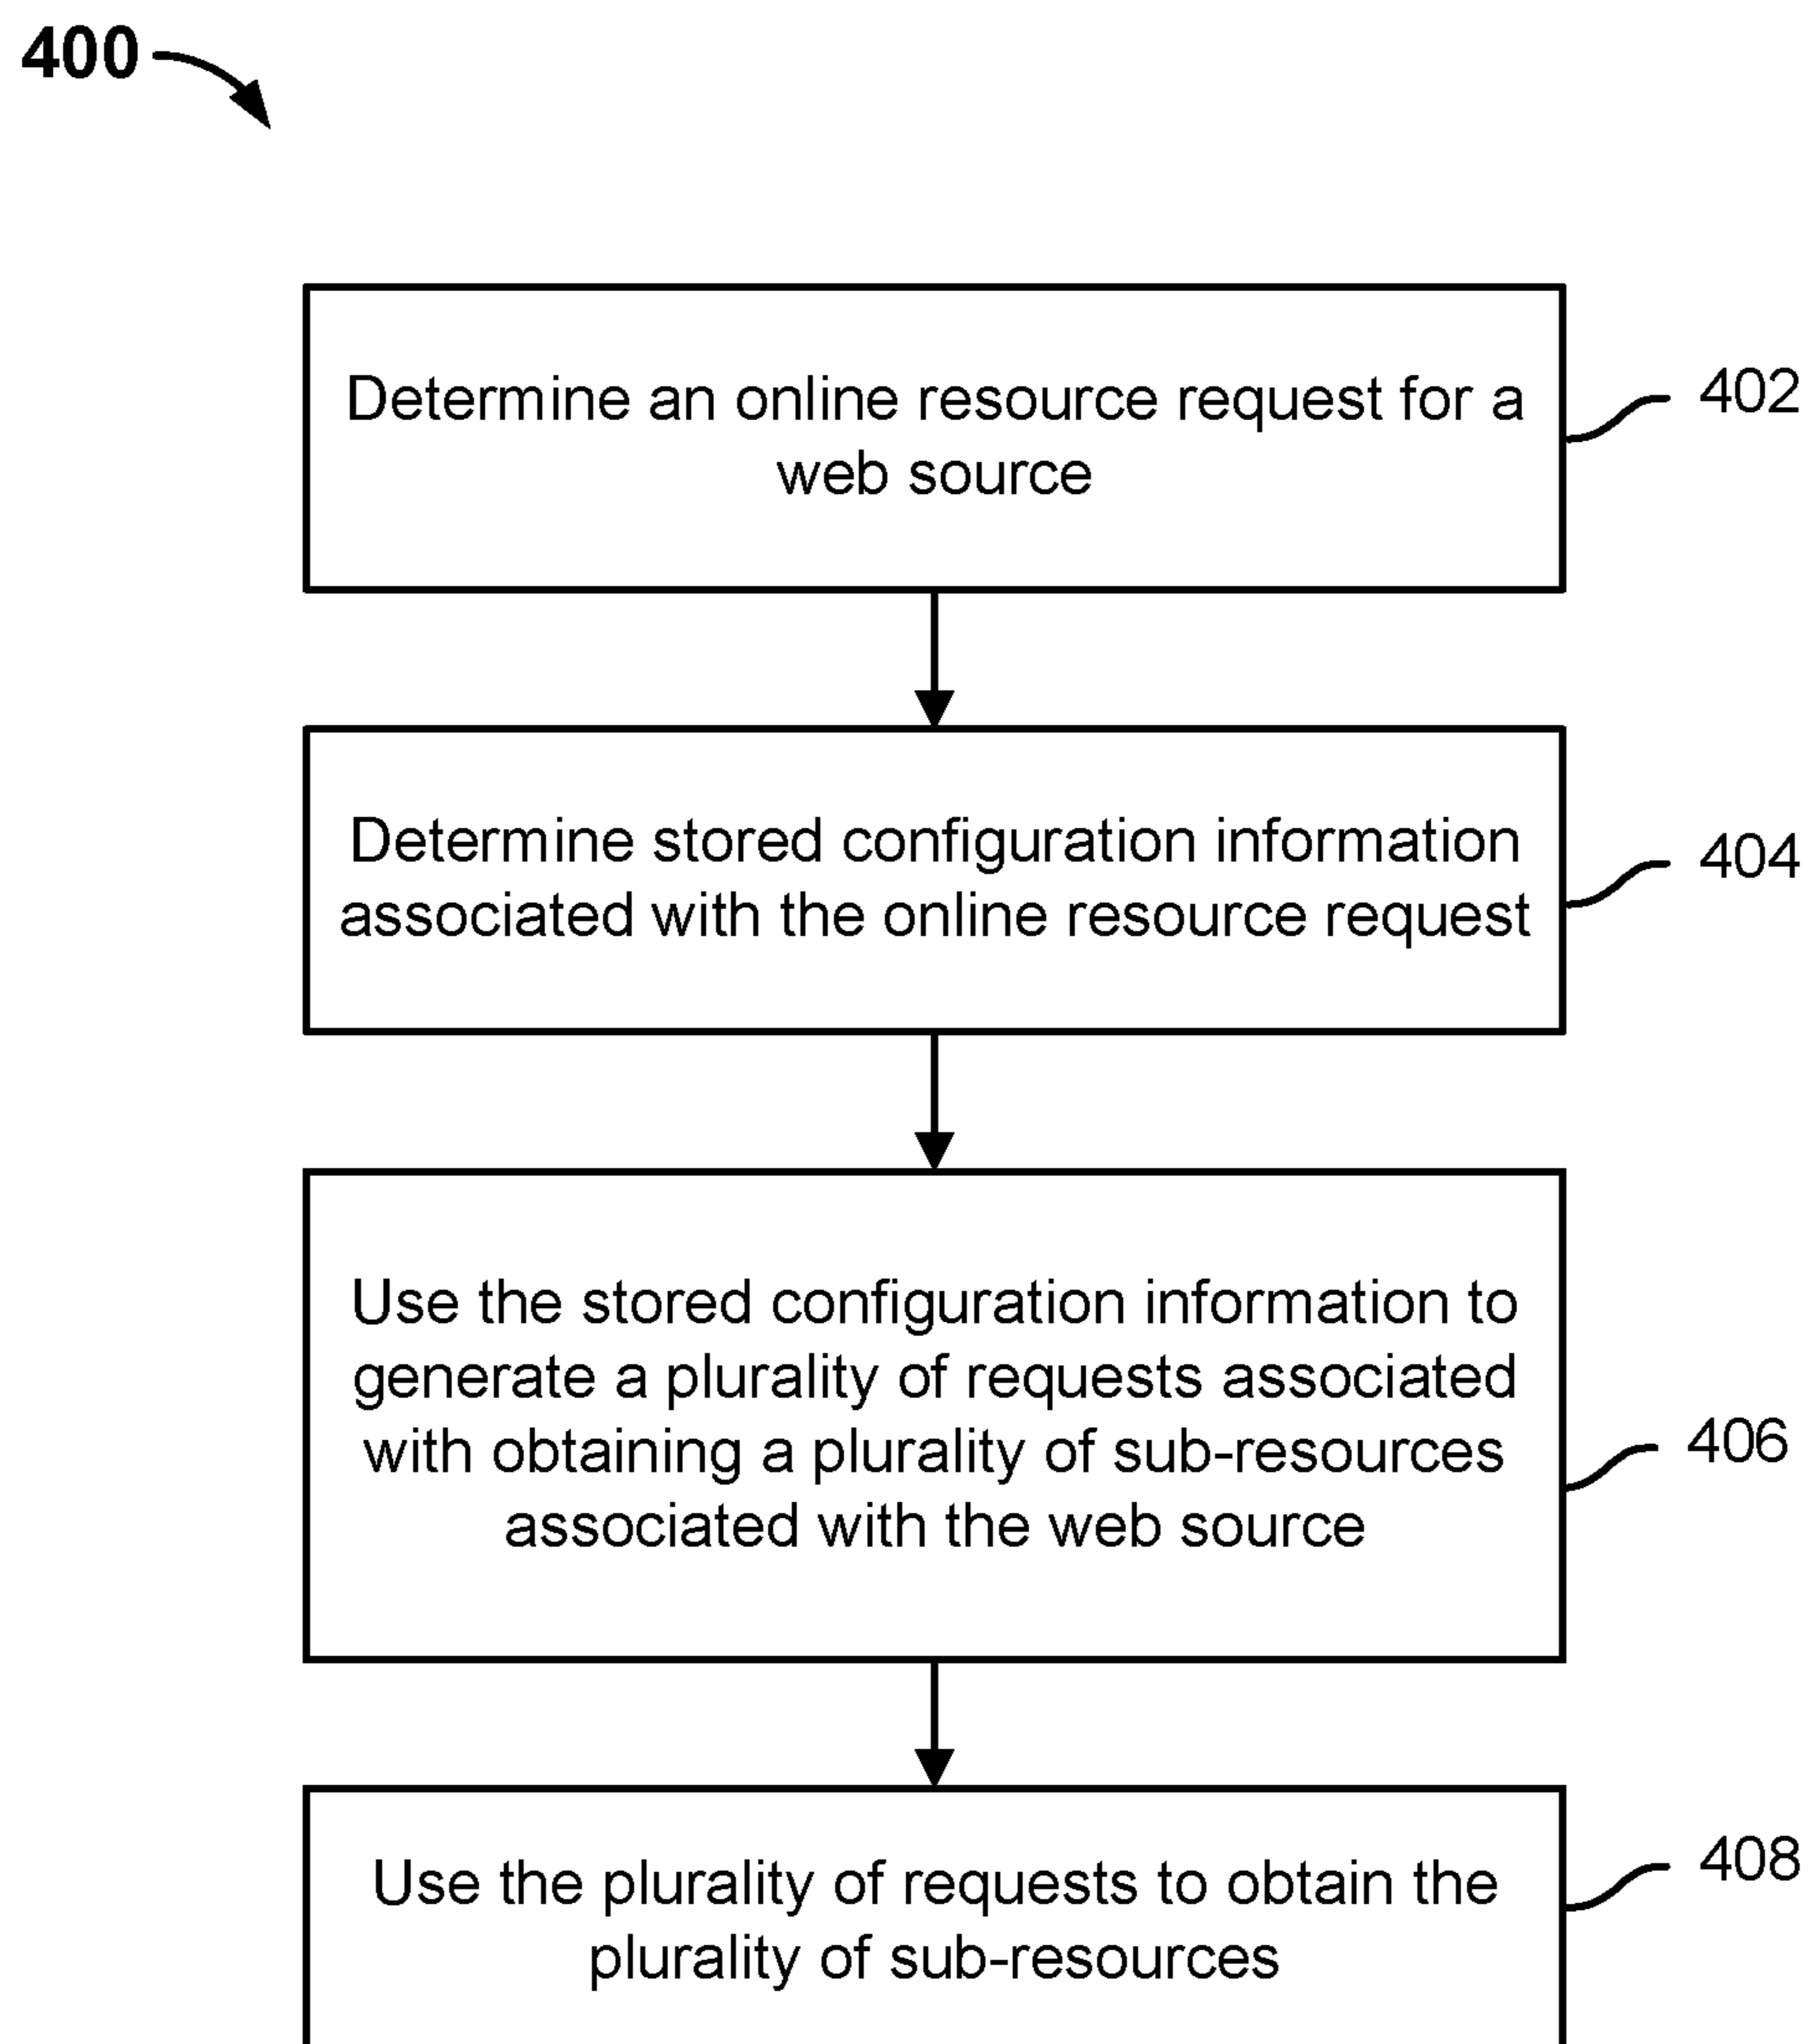 400
Determine an online resource request for a
web source
402
Determine stored configuration information
associated with the online resource request
404
Use the stored configuration information to
generate a plurality of requests associated
with obtaining a plurality of sub-resources
associated with the web source
406
Use the plurality of requests to obtain the
plurality of sub-resources
408